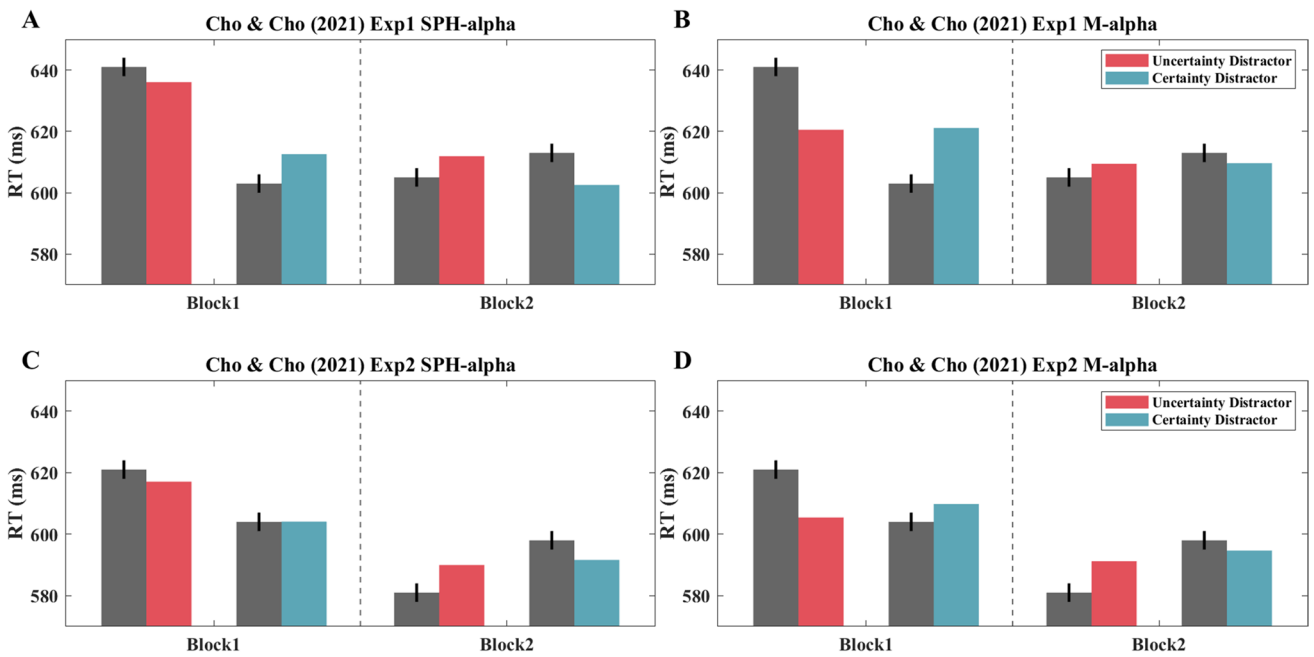 A
Cho & Cho (2021) Exp1 SPH-alpha
RT (ms)
640
620
600
580
Block1
Block2
B
Cho & Cho (2021) Exp1 M-alpha
Uncertainty Distractor
Certainty Distractor
RT (ms)
640
620
600
580
Block1
Block2
C
Cho & Cho (2021) Exp2 SPH-alpha
RT (ms)
640
620
600
580
Block1
Block2
D
Cho & Cho (2021) Exp2 M-alpha
Uncertainty Distractor
Certainty Distractor
RT (ms)
640
620
600
580
Block1
Block2